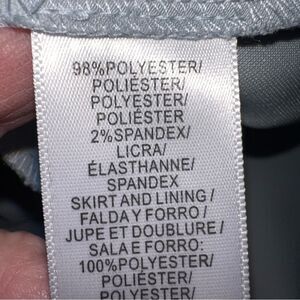 98%POLYESTER/
POLIÉSTER/
POLYESTER/
POLIÉSTER
2%SPANDEX/
LICRA/
ÉLASTHANNE/
SPANDEX
SKIRT AND LINING /
FALDA Y FORRO /
JUPE ET DOUBLURE /
SALA E FORRO:
100%POLYESTER/
POLIÉSTER/
POLYESTER/